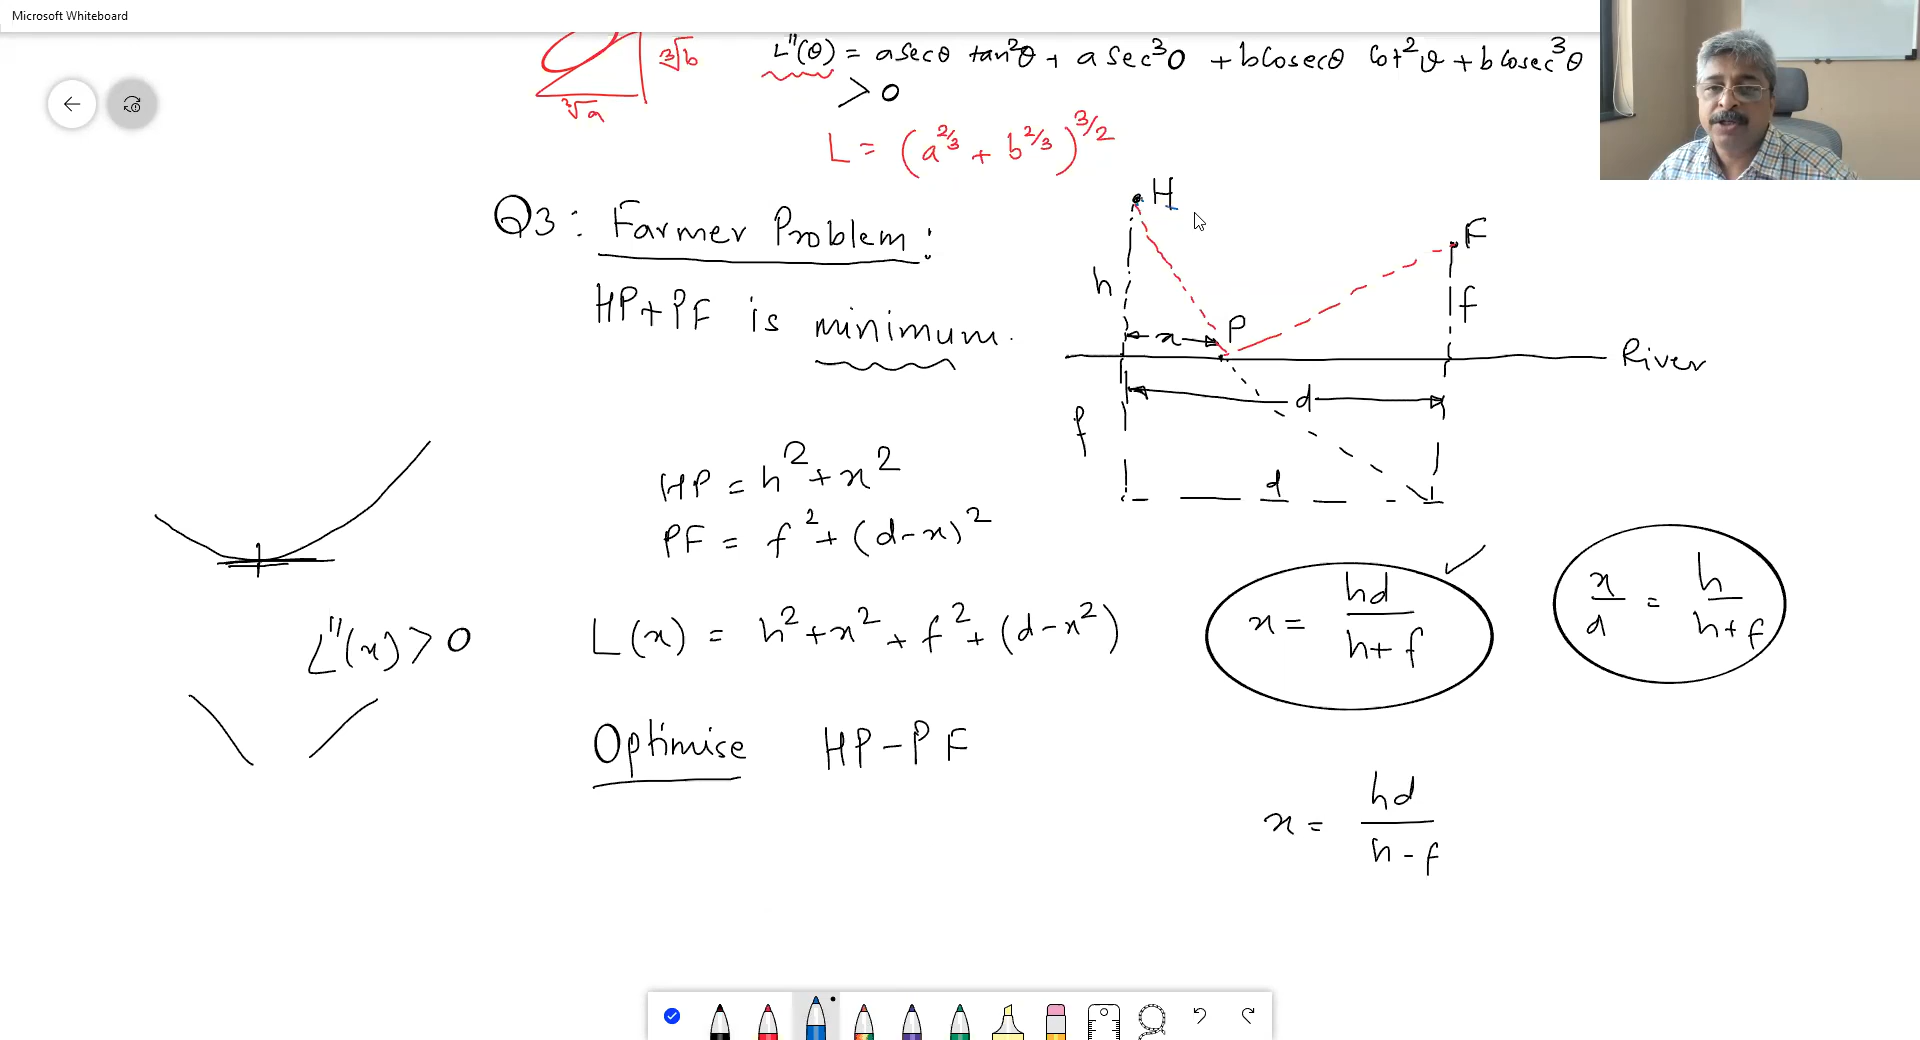 Microsoft Whiteboard
∛b
∛a
L''(θ) = a secθ tan²θ + a sec³θ + b cosecθ cot²θ + b cosec³θ
> 0
L = (a^2/3 + b^2/3)^3/2
Q3: Farmer Problem:
HP+PF is minimum.
H
F
h
f
x
P
River
d
f
d
HP = h²+x²
PF = f²+(d-x)²
L(x) = h²+x² + f²+(d-x²)
L''(x) > 0
x = hd/h+f
x/d = h/h+f
Optimise HP-PF
x = hd/h-f